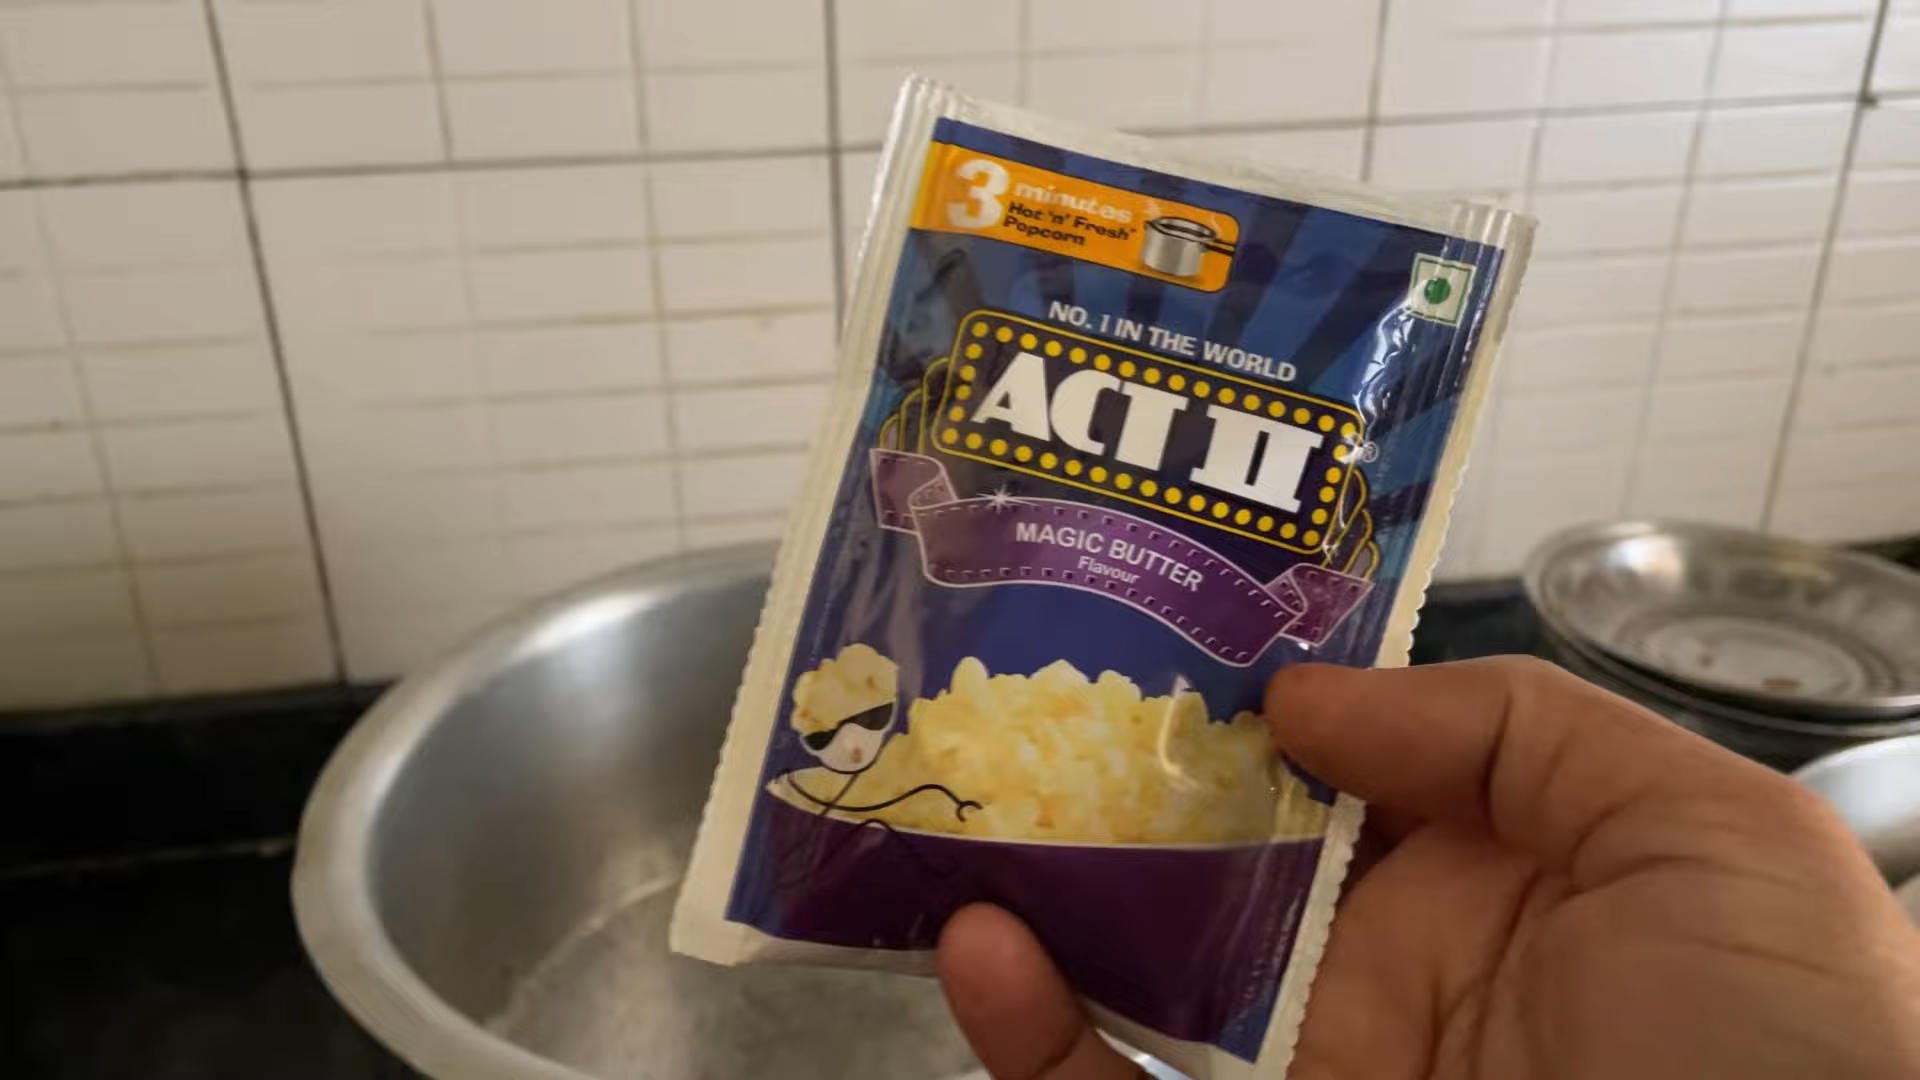 3 minutes
Hot 'n' Fresh*
Popcorn
NO. 1 IN THE WORLD
ACT II®
MAGIC BUTTER
Flavour